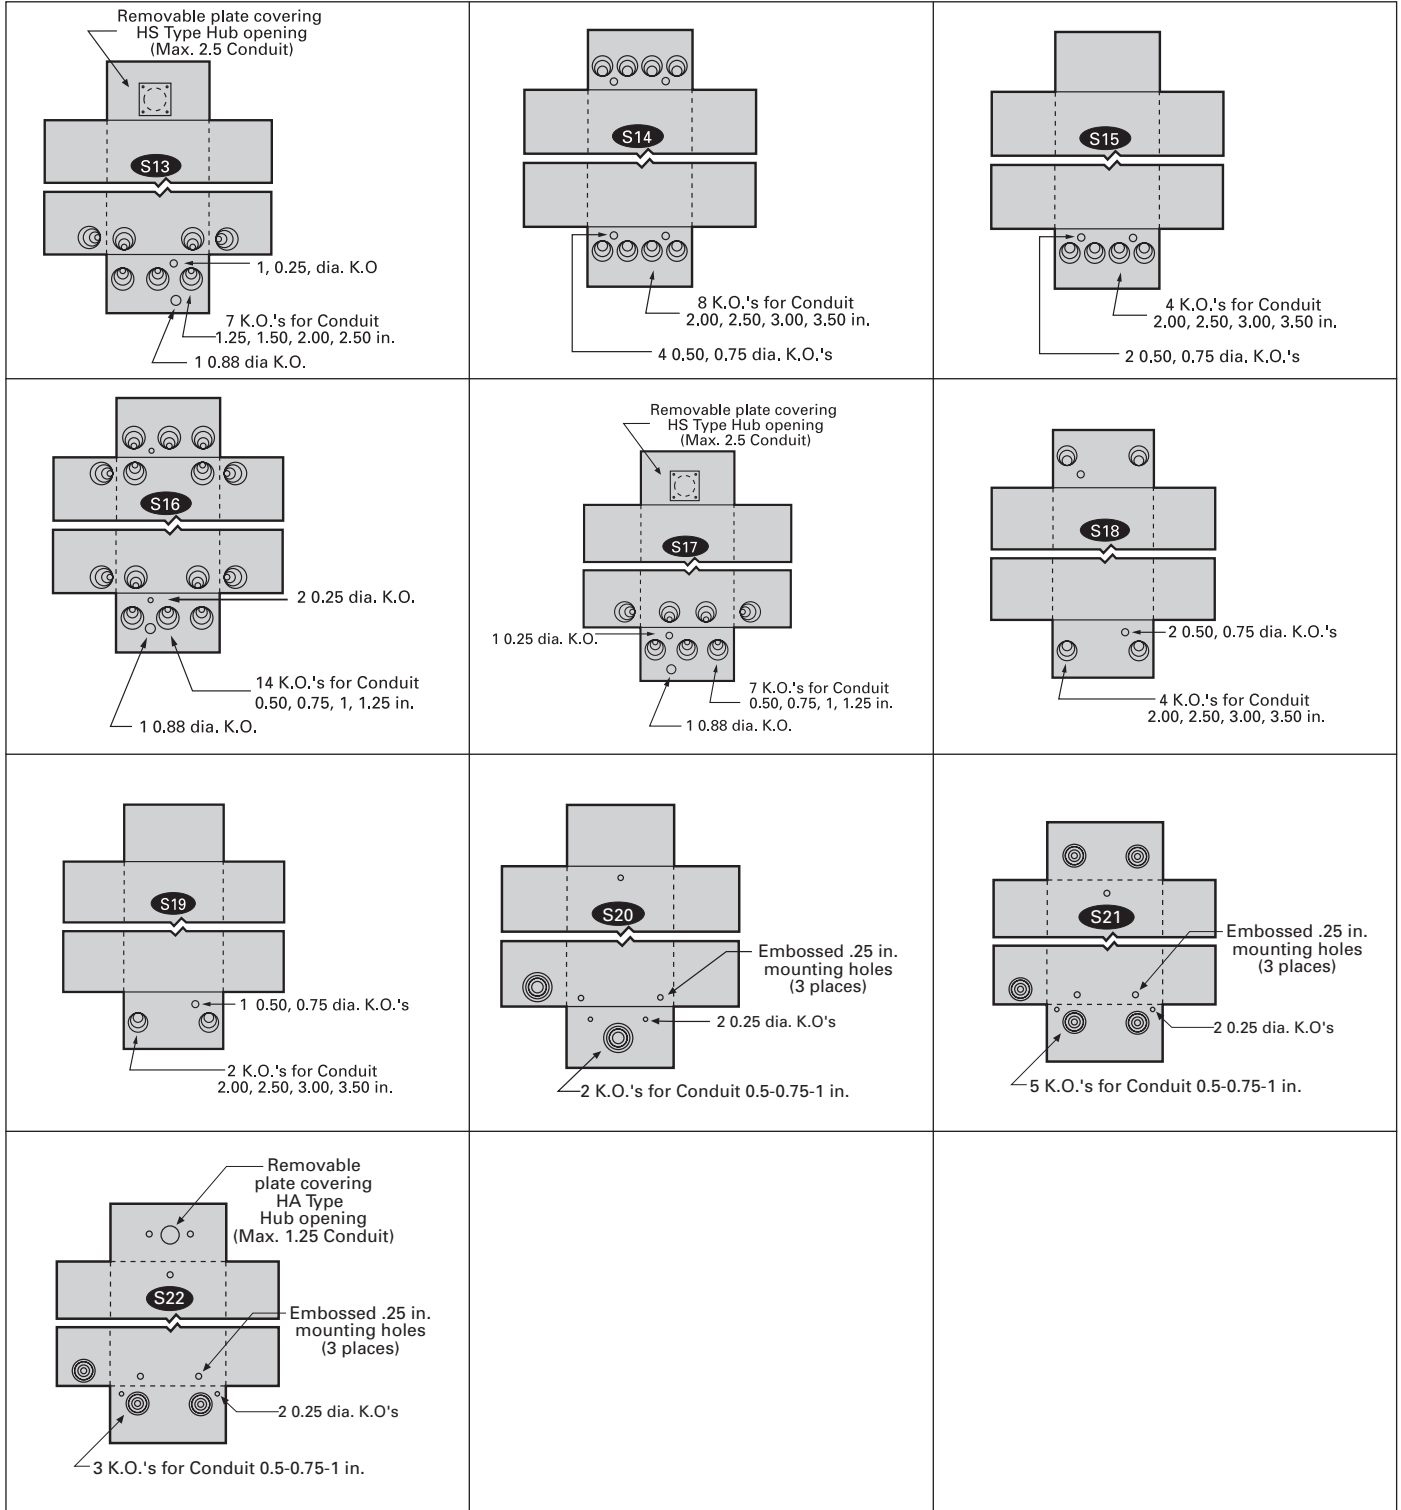 Removable plate covering
HS Type Hub opening
(Max. 2.5 Conduit)
S13
1, 0.25, dia. K.O
7 K.O.'s for Conduit
1.25, 1.50, 2.00, 2.50 in.
1 0.88 dia K.O.
S14
8 K.O.'s for Conduit
2.00, 2.50, 3.00, 3.50 in.
4 0.50, 0.75 dia. K.O.'s
S15
4 K.O.'s for Conduit
2.00, 2.50, 3.00, 3.50 in.
2 0.50, 0.75 dia. K.O.'s
S16
2 0.25 dia. K.O.
14 K.O.'s for Conduit
0.50, 0.75, 1, 1.25 in.
1 0.88 dia. K.O.
Removable plate covering
HS Type Hub opening
(Max. 2.5 Conduit)
S17
1 0.25 dia. K.O.
7 K.O.'s for Conduit
0.50, 0.75, 1, 1.25 in.
1 0.88 dia. K.O.
S18
2 0.50, 0.75 dia. K.O.'s
4 K.O.'s for Conduit
2.00, 2.50, 3.00, 3.50 in.
S19
1 0.50, 0.75 dia. K.O.'s
2 K.O.'s for Conduit
2.00, 2.50, 3.00, 3.50 in.
S20
Embossed .25 in.
mounting holes
(3 places)
2 0.25 dia. K.O's
2 K.O.'s for Conduit 0.5-0.75-1 in.
S21
Embossed .25 in.
mounting holes
(3 places)
2 0.25 dia. K.O's
5 K.O.'s for Conduit 0.5-0.75-1 in.
Removable
plate covering
HA Type
Hub opening
(Max. 1.25 Conduit)
S22
Embossed .25 in.
mounting holes
(3 places)
2 0.25 dia. K.O's
3 K.O.'s for Conduit 0.5-0.75-1 in.